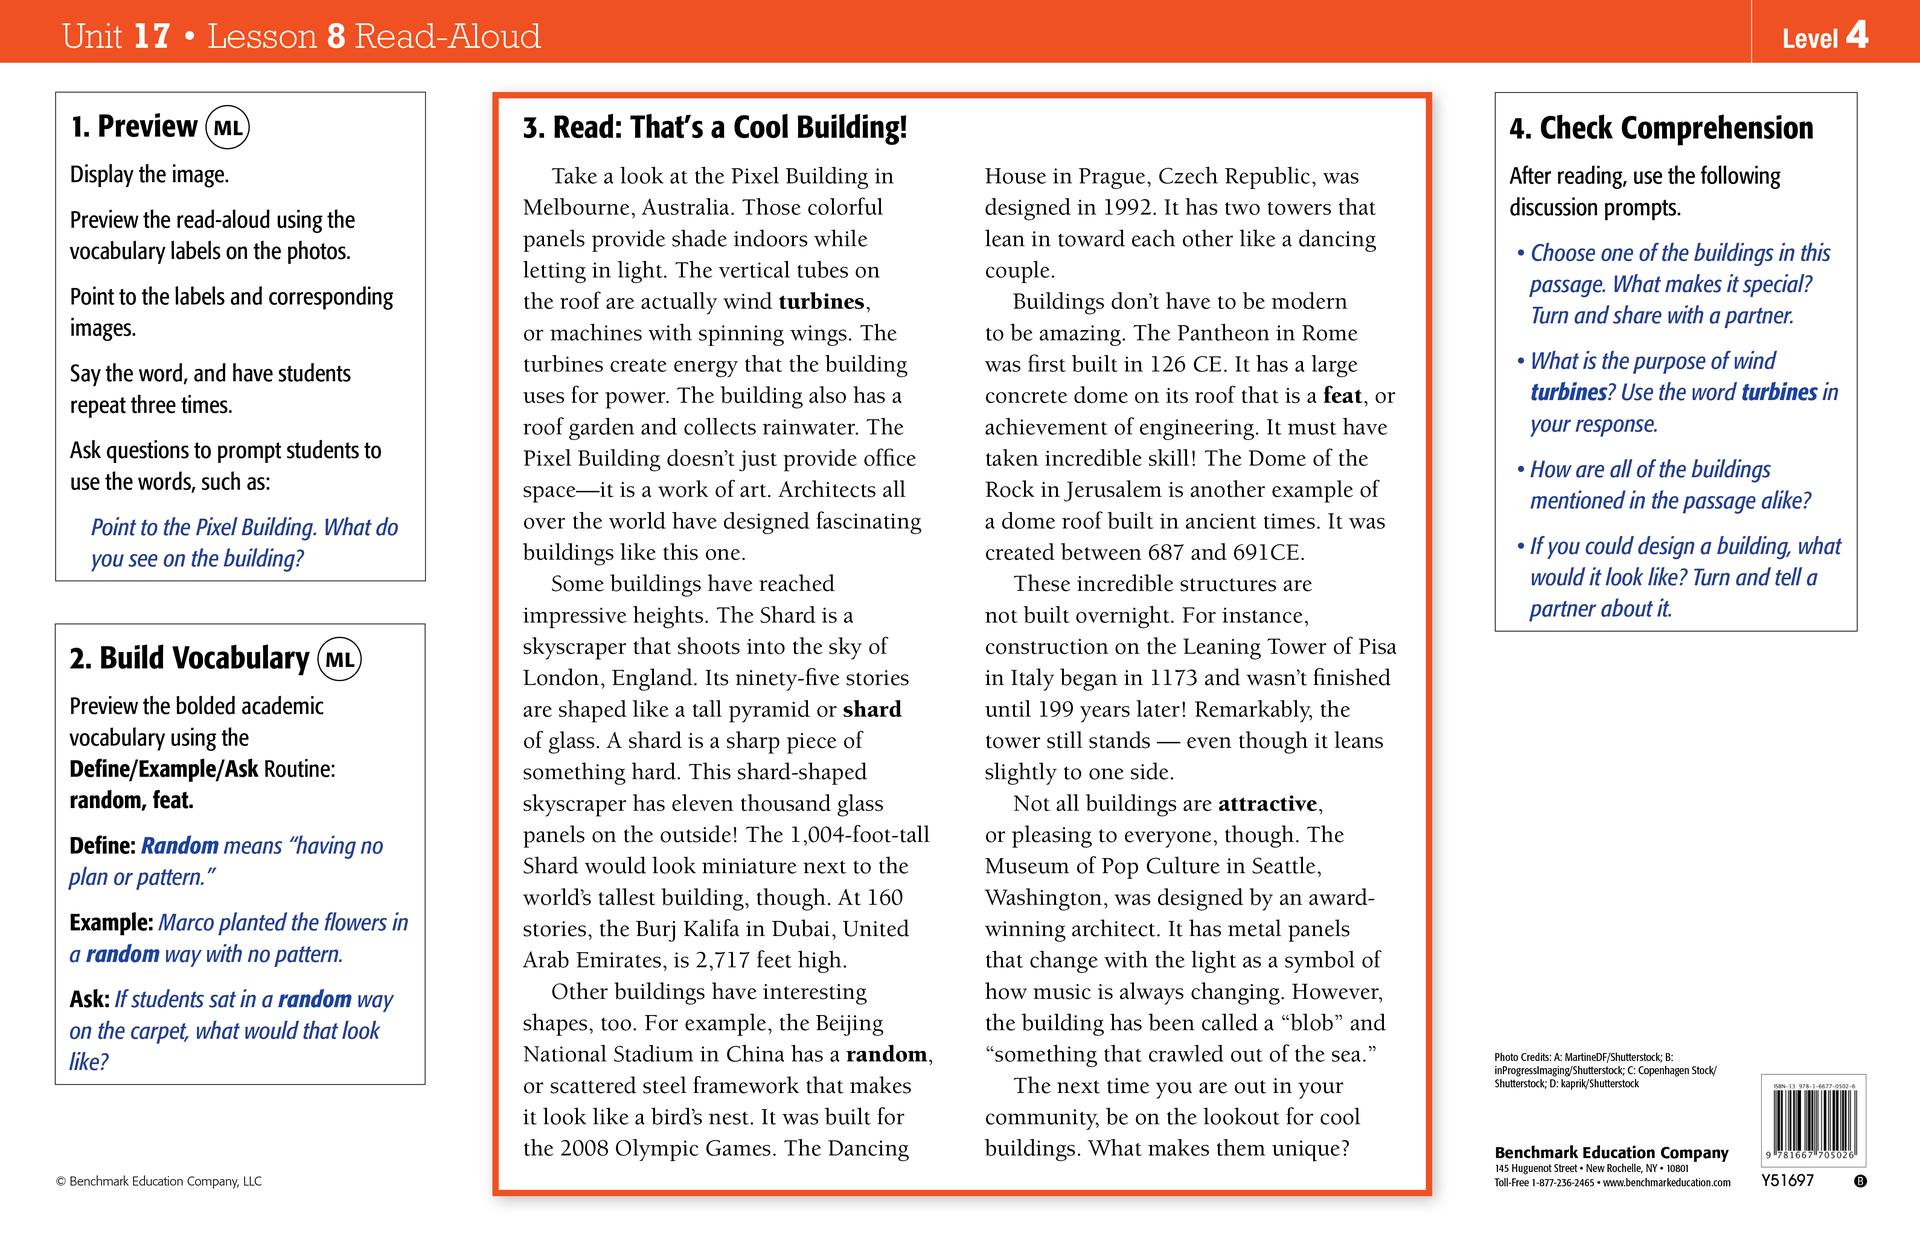 Unit 17 • Lesson 8 Read-Aloud
Level 4
1. Preview ML
Display the image.
Preview the read-aloud using the
vocabulary labels on the photos.
Point to the labels and corresponding
images.
Say the word, and have students
repeat three times.
Ask questions to prompt students to
use the words, such as:
Point to the Pixel Building. What do
you see on the building?
2. Build Vocabulary ML
Preview the bolded academic
vocabulary using the
Define/Example/Ask Routine:
random, feat.
Define: Random means “having no
plan or pattern.”
Example: Marco planted the flowers in
a random way with no pattern.
Ask: If students sat in a random way
on the carpet, what would that look
like?
© Benchmark Education Company, LLC
3. Read: That’s a Cool Building!
Take a look at the Pixel Building in
Melbourne, Australia. Those colorful
panels provide shade indoors while
letting in light. The vertical tubes on
the roof are actually wind turbines,
or machines with spinning wings. The
turbines create energy that the building
uses for power. The building also has a
roof garden and collects rainwater. The
Pixel Building doesn’t just provide office
space—it is a work of art. Architects all
over the world have designed fascinating
buildings like this one.
Some buildings have reached
impressive heights. The Shard is a
skyscraper that shoots into the sky of
London, England. Its ninety-five stories
are shaped like a tall pyramid or shard
of glass. A shard is a sharp piece of
something hard. This shard-shaped
skyscraper has eleven thousand glass
panels on the outside! The 1,004-foot-tall
Shard would look miniature next to the
world’s tallest building, though. At 160
stories, the Burj Kalifa in Dubai, United
Arab Emirates, is 2,717 feet high.
Other buildings have interesting
shapes, too. For example, the Beijing
National Stadium in China has a random,
or scattered steel framework that makes
it look like a bird’s nest. It was built for
the 2008 Olympic Games. The Dancing
House in Prague, Czech Republic, was
designed in 1992. It has two towers that
lean in toward each other like a dancing
couple.
Buildings don’t have to be modern
to be amazing. The Pantheon in Rome
was first built in 126 CE. It has a large
concrete dome on its roof that is a feat, or
achievement of engineering. It must have
taken incredible skill! The Dome of the
Rock in Jerusalem is another example of
a dome roof built in ancient times. It was
created between 687 and 691CE.
These incredible structures are
not built overnight. For instance,
construction on the Leaning Tower of Pisa
in Italy began in 1173 and wasn’t finished
until 199 years later! Remarkably, the
tower still stands — even though it leans
slightly to one side.
Not all buildings are attractive,
or pleasing to everyone, though. The
Museum of Pop Culture in Seattle,
Washington, was designed by an award-
winning architect. It has metal panels
that change with the light as a symbol of
how music is always changing. However,
the building has been called a “blob” and
“something that crawled out of the sea.”
The next time you are out in your
community, be on the lookout for cool
buildings. What makes them unique?
4. Check Comprehension
After reading, use the following
discussion prompts.
• Choose one of the buildings in this
passage. What makes it special?
Turn and share with a partner.
• What is the purpose of wind
turbines? Use the word turbines in
your response.
• How are all of the buildings
mentioned in the passage alike?
• If you could design a building, what
would it look like? Turn and tell a
partner about it.
Photo Credits: A: MartineDF/Shutterstock; B:
inProgressImaging/Shutterstock; C: Copenhagen Stock/
Shutterstock; D: kaprik/Shutterstock
Benchmark Education Company
145 Huguenot Street • New Rochelle, NY • 10801
Toll-Free 1-877-236-2465 • www.benchmarkeducation.com
ISBN-13 978-1-6677-0502-6
9 781667 705026
Y51697
B